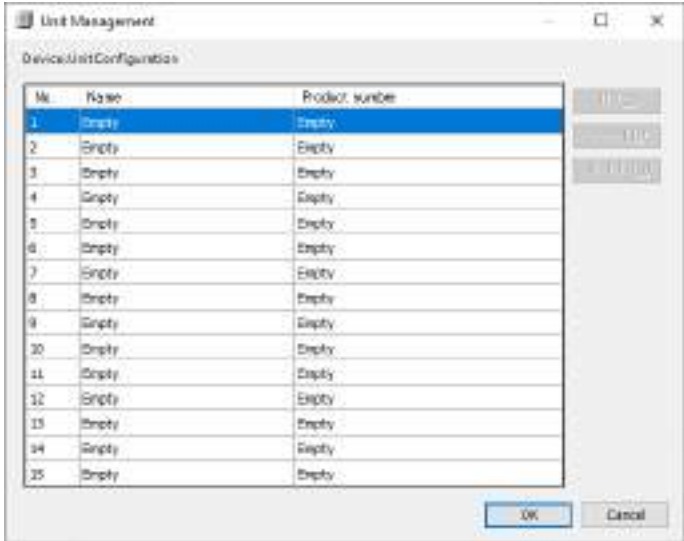 Unit Management
Device:UnitConfiguration
No. Name Product number
1 Empty Empty
2 Empty Empty
3 Empty Empty
4 Empty Empty
5 Empty Empty
6 Empty Empty
7 Empty Empty
8 Empty Empty
9 Empty Empty
10 Empty Empty
11 Empty Empty
12 Empty Empty
13 Empty Empty
14 Empty Empty
15 Empty Empty
OK Cancel